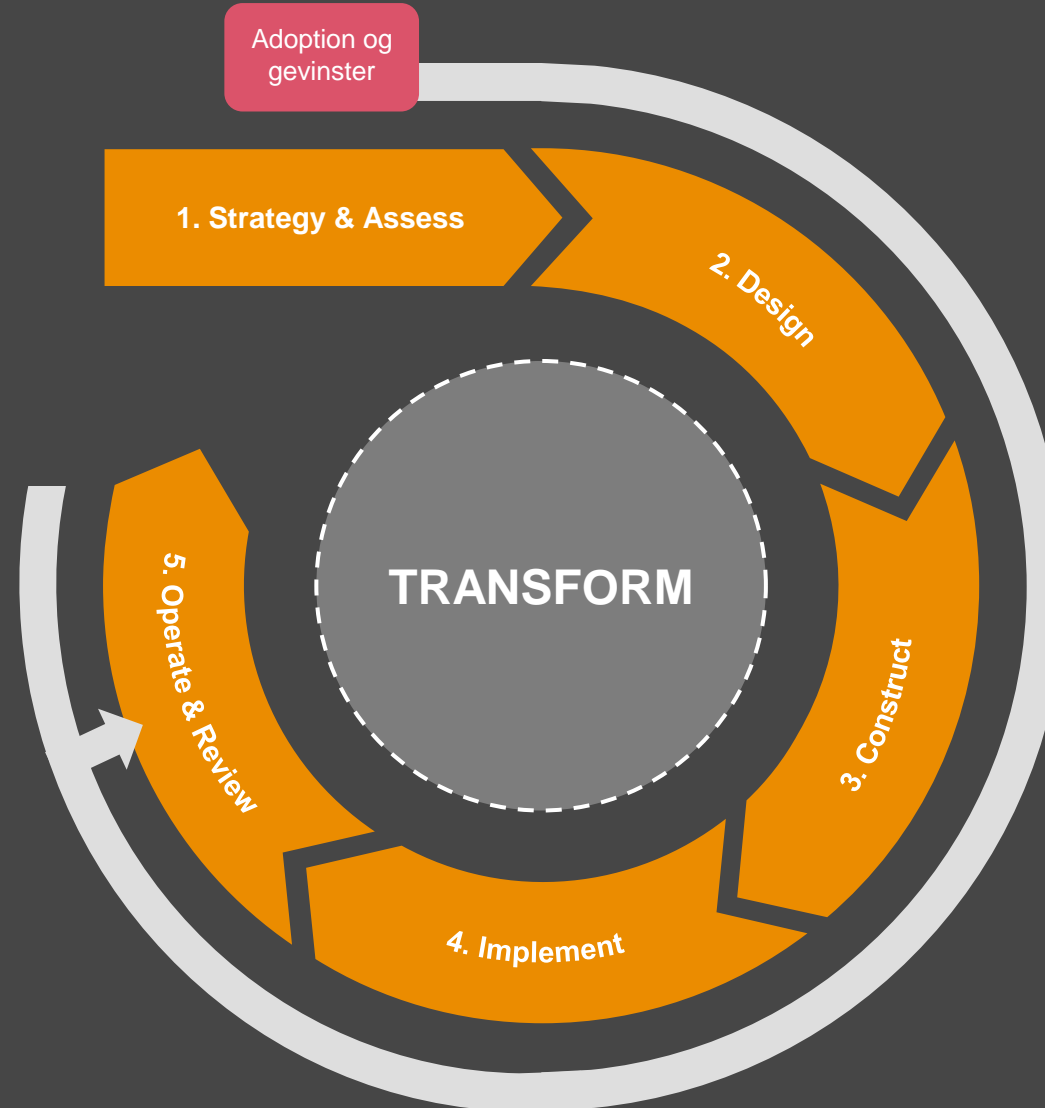 Adoption og
gevinster
1. Strategy & Assess
2. Design
TRANSFORM
3. Construct
4. Implement
5. Operate & Review